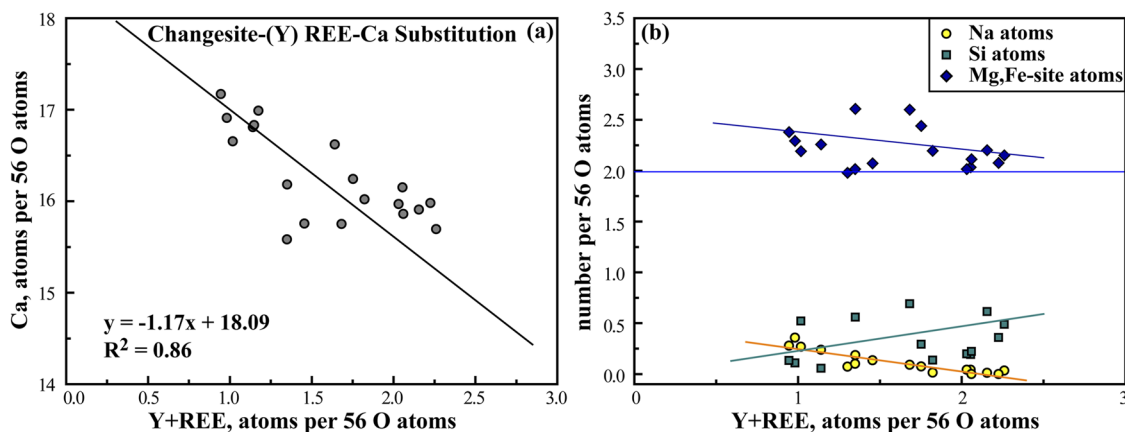 Changesite-(Y) REE-Ca Substitution (a)
18
17
16
15
14
Ca, atoms per 56 O atoms
y = -1.17x + 18.09
R² = 0.86
0.0 0.5 1.0 1.5 2.0 2.5 3.0
Y+REE, atoms per 56 O atoms
(b)
Na atoms
Si atoms
Mg,Fe-site atoms
3.5
3.0
2.5
2.0
1.5
1.0
0.5
0.0
number per 56 O atoms
0 1 2 3
Y+REE, atoms per 56 O atoms